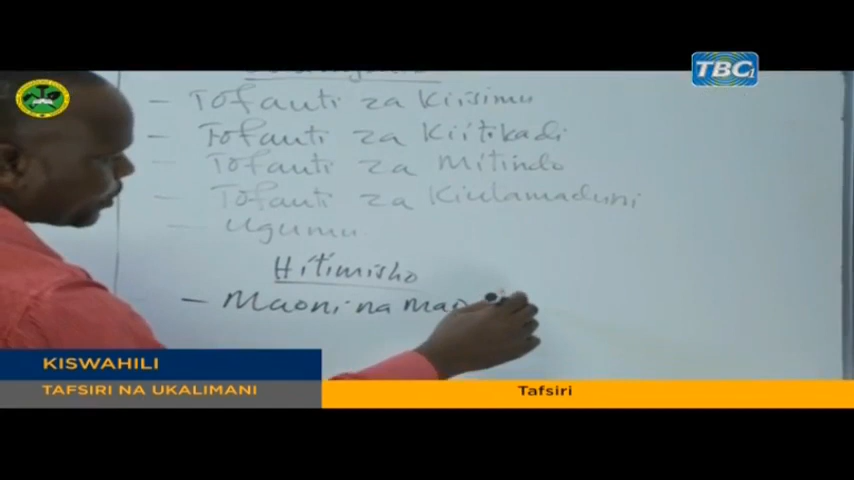 TBC1
- Tofauti za Kiisimu
- Tofauti za Kiitikadi
- Tofauti za Mitindo
- Tofauti za Kiulamaduni
- Ugumu
Hitimisho
- Maoni na
KISWAHILI
TAFSIRI NA UKALIMANI
Tafsiri